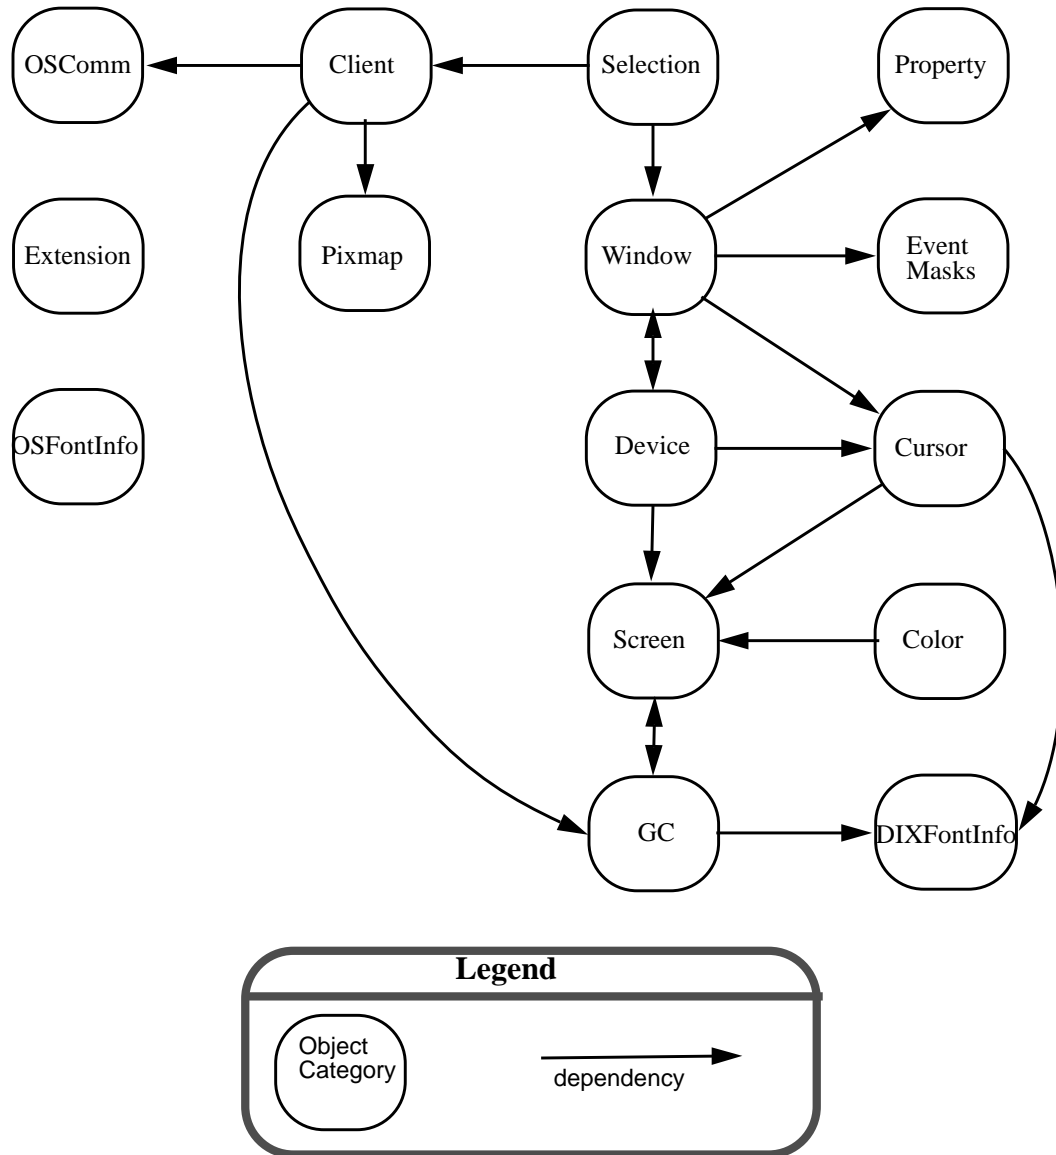 OSComm
Client
Selection
Property
Extension
Pixmap
Window
Event
Masks
OSFontInfo
Device
Cursor
Screen
Color
GC
DIXFontInfo
Legend
Object
Category
dependency